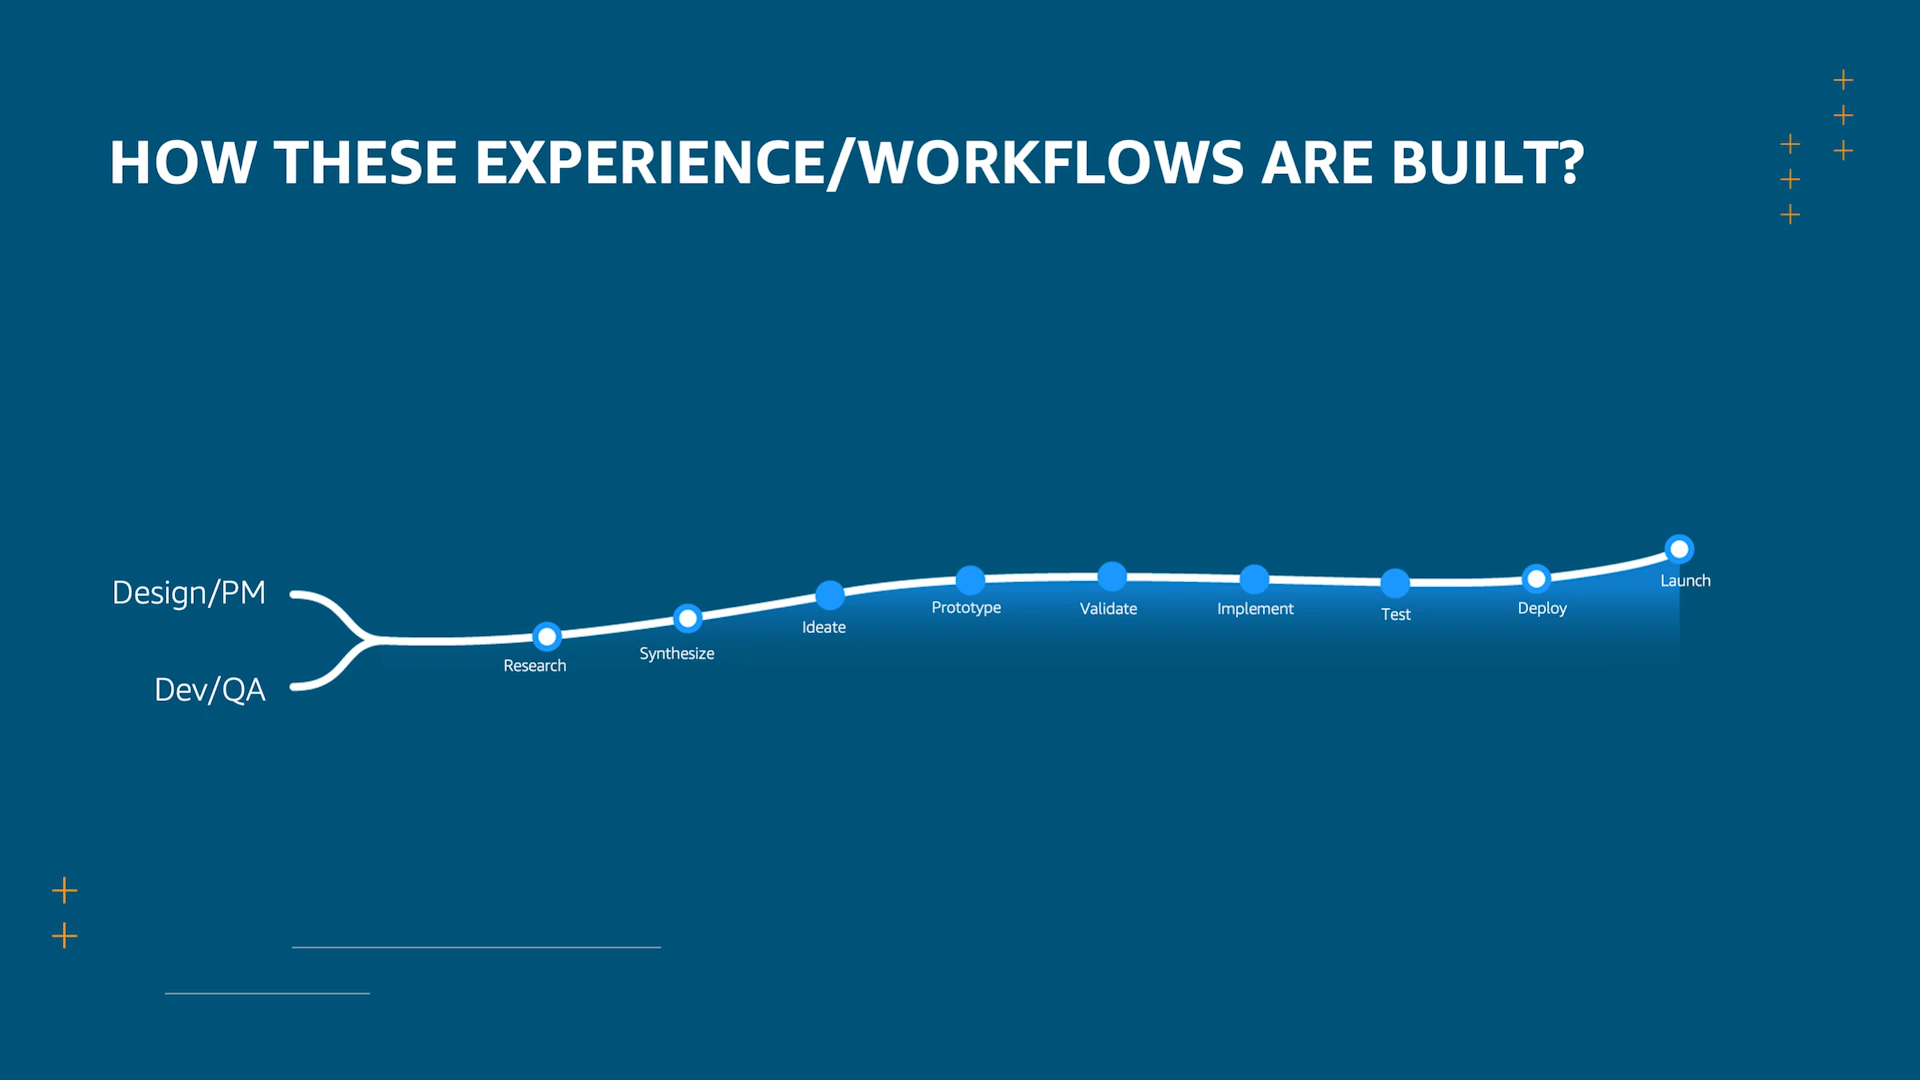 HOW THESE EXPERIENCE/WORKFLOWS ARE BUILT?
Design/PM
Dev/QA
Research
Synthesize
Ideate
Prototype
Validate
Implement
Test
Deploy
Launch